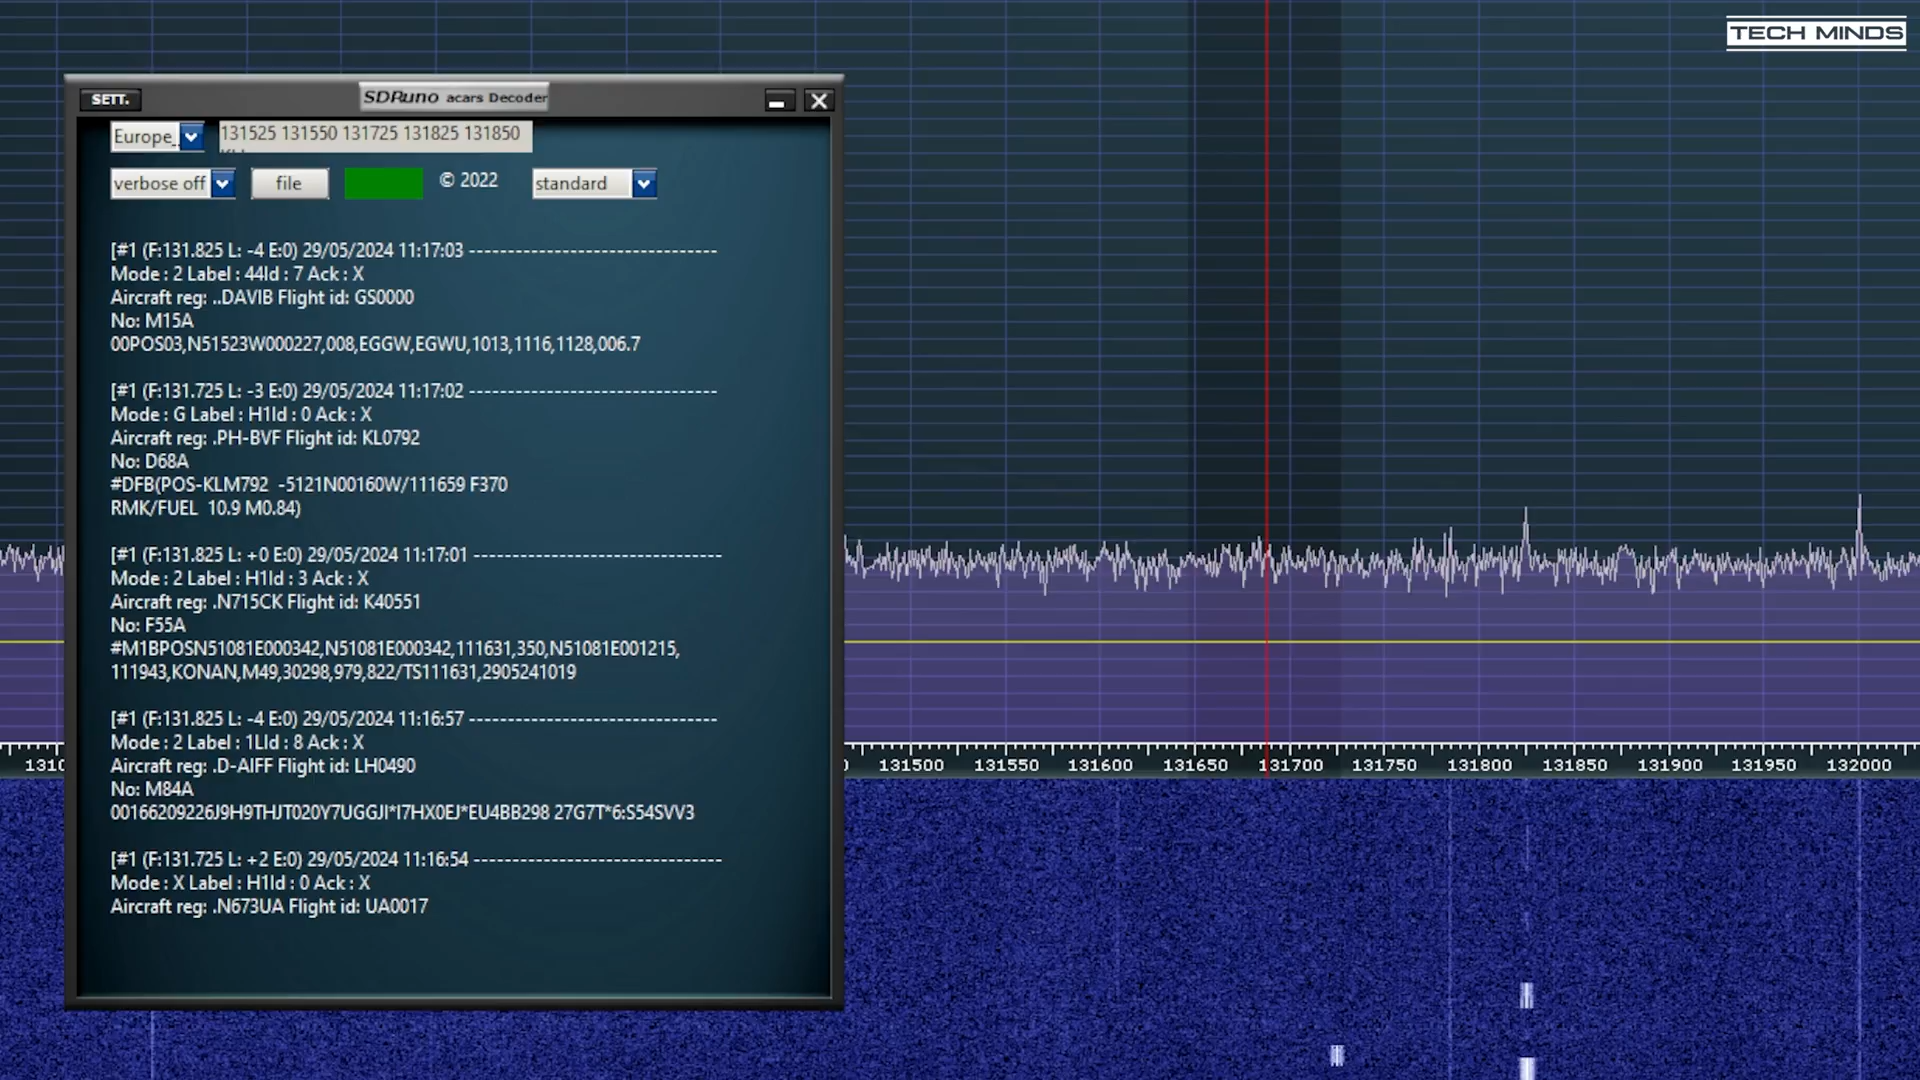 TECH MINDS
SETT.
SDRuno acars Decoder
Europe_
131525 131550 131725 131825 131850
verbose off
file
© 2022
standard
[#1 (F:131.825 L: -4 E:0) 29/05/2024 11:17:03 --------------------------------
Mode : 2 Label : 44Id : 7 Ack : X
Aircraft reg: ..DAVIB Flight id: GS0000
No: M15A
00POS03,N51523W000227,008,EGGW,EGWU,1013,1116,1128,006.7
[#1 (F:131.725 L: -3 E:0) 29/05/2024 11:17:02 --------------------------------
Mode : G Label : H1Id : 0 Ack : X
Aircraft reg: .PH-BVF Flight id: KL0792
No: D68A
#DFB(POS-KLM792  -5121N00160W/111659 F370
RMK/FUEL  10.9 M0.84)
[#1 (F:131.825 L: +0 E:0) 29/05/2024 11:17:01 --------------------------------
Mode : 2 Label : H1Id : 3 Ack : X
Aircraft reg: .N715CK Flight id: K40551
No: F55A
#M1BPOSN51081E000342,N51081E000342,111631,350,N51081E001215,
111943,KONAN,M49,30298,979,822/TS111631,2905241019
[#1 (F:131.825 L: -4 E:0) 29/05/2024 11:16:57 --------------------------------
Mode : 2 Label : 1LId : 8 Ack : X
Aircraft reg: .D-AIFF Flight id: LH0490
No: M84A
00166209226J9H9THJT020Y7UGGJI*I7HX0EJ*EU4BB298 27G7T*6:S54SVV3
[#1 (F:131.725 L: +2 E:0) 29/05/2024 11:16:54 --------------------------------
Mode : X Label : H1Id : 0 Ack : X
Aircraft reg: .N673UA Flight id: UA0017
131500 131550 131600 131650 131700 131750 131800 131850 131900 131950 132000